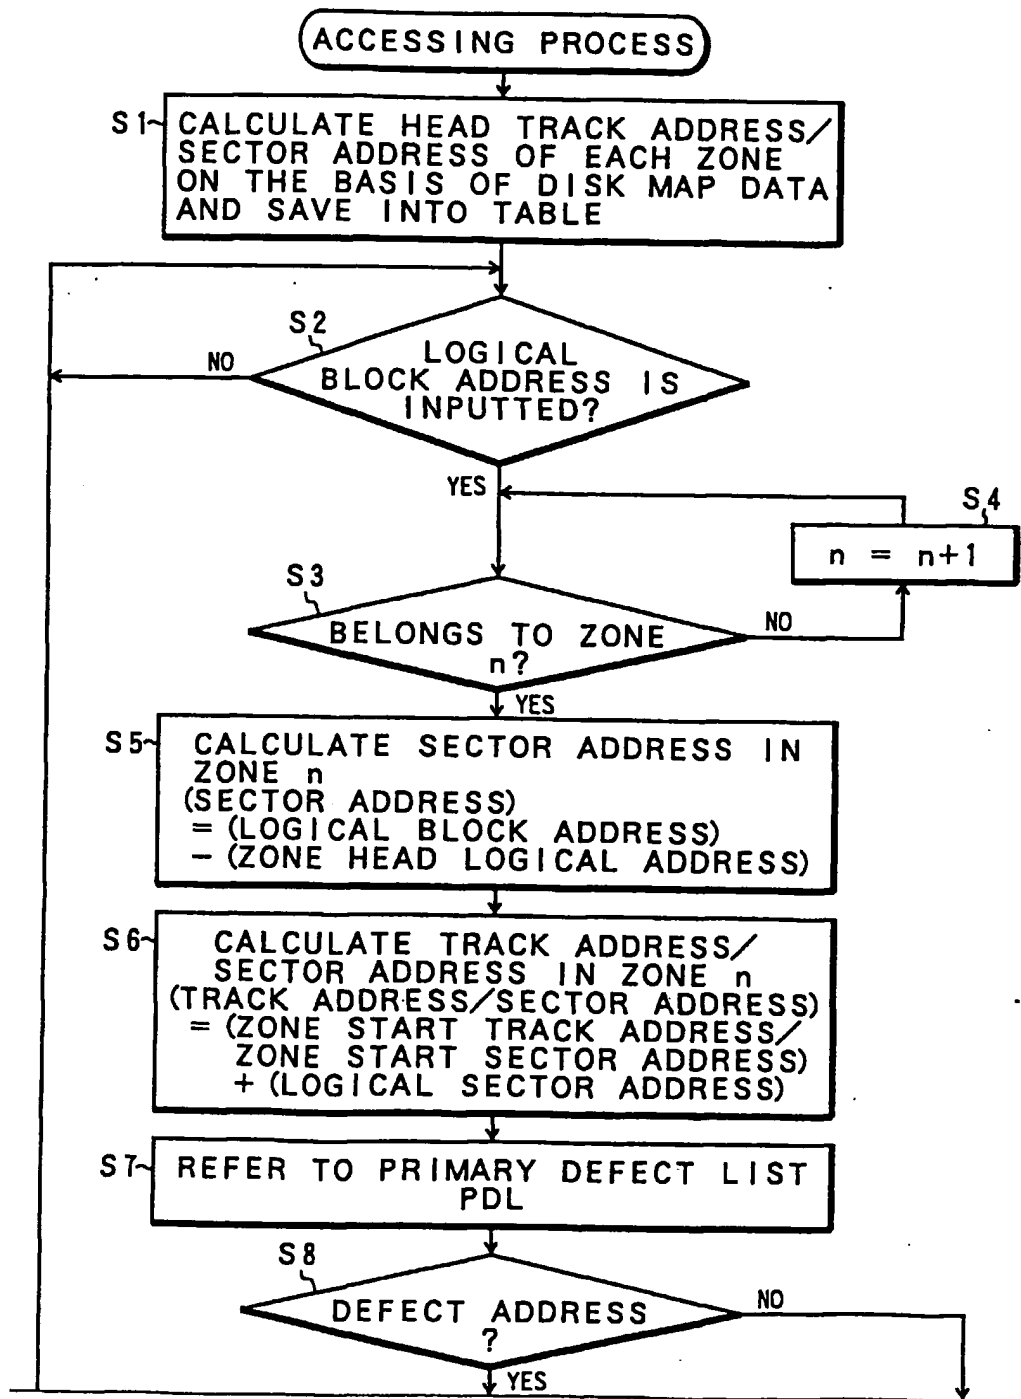 ACCESSING PROCESS
S1
CALCULATE HEAD TRACK ADDRESS/
SECTOR ADDRESS OF EACH ZONE
ON THE BASIS OF DISK MAP DATA
AND SAVE INTO TABLE
S2
NO
LOGICAL
BLOCK ADDRESS IS
INPUTTED?
YES
S4
n = n+1
S3
BELONGS TO ZONE
n?
NO
YES
S5
CALCULATE SECTOR ADDRESS IN
ZONE n
(SECTOR ADDRESS)
= (LOGICAL BLOCK ADDRESS)
- (ZONE HEAD LOGICAL ADDRESS)
S6
CALCULATE TRACK ADDRESS/
SECTOR ADDRESS IN ZONE n
(TRACK ADDRESS/SECTOR ADDRESS)
= (ZONE START TRACK ADDRESS/
ZONE START SECTOR ADDRESS)
+ (LOGICAL SECTOR ADDRESS)
S7
REFER TO PRIMARY DEFECT LIST
PDL
S8
DEFECT ADDRESS
?
NO
YES